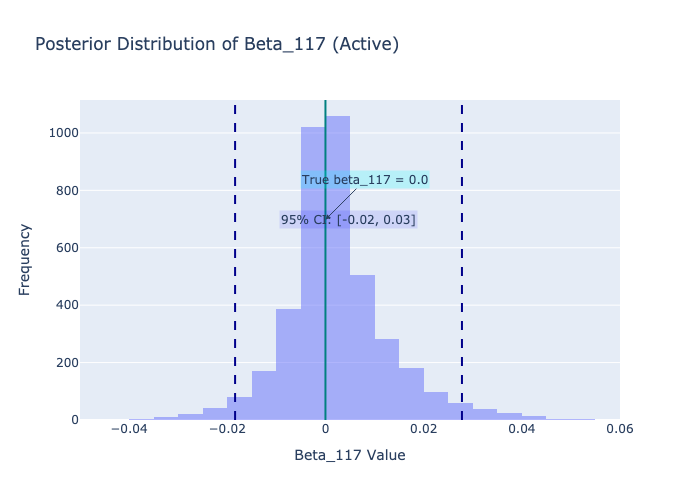 Posterior Distribution of Beta_117 (Active)
1000
800
600
400
200
0
Frequency
True beta_117 = 0.0
95% CI: [-0.02, 0.03]
−0.04
−0.02
0
0.02
0.04
0.06
Beta_117 Value